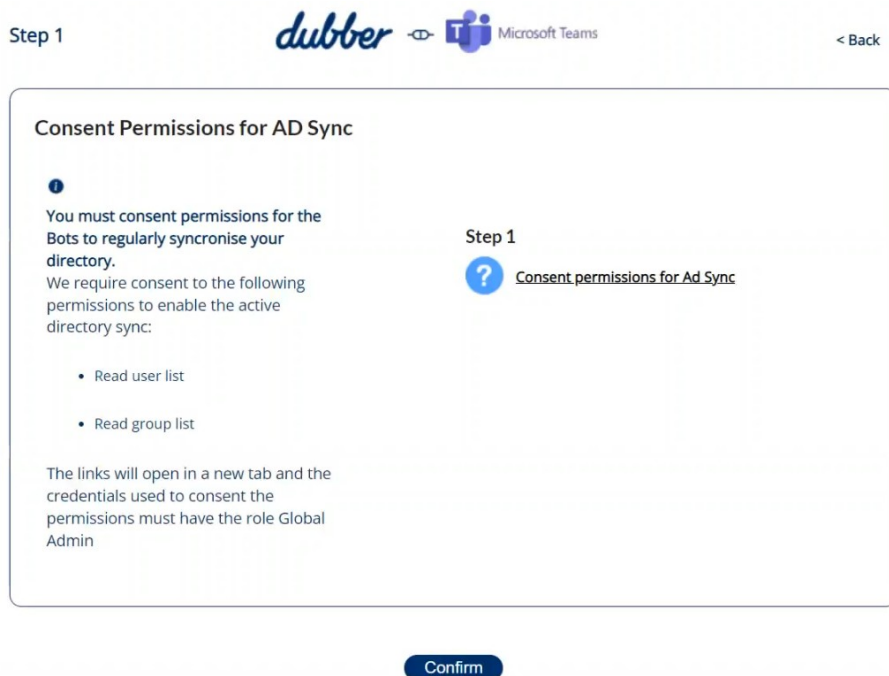 Step 1
dubber
T
Microsoft Teams
< Back
Consent Permissions for AD Sync
i
You must consent permissions for the
Bots to regularly syncronise your
directory.
We require consent to the following
permissions to enable the active
directory sync:
• Read user list
• Read group list
The links will open in a new tab and the
credentials used to consent the
permissions must have the role Global
Admin
Step 1
?
Consent permissions for Ad Sync
Confirm